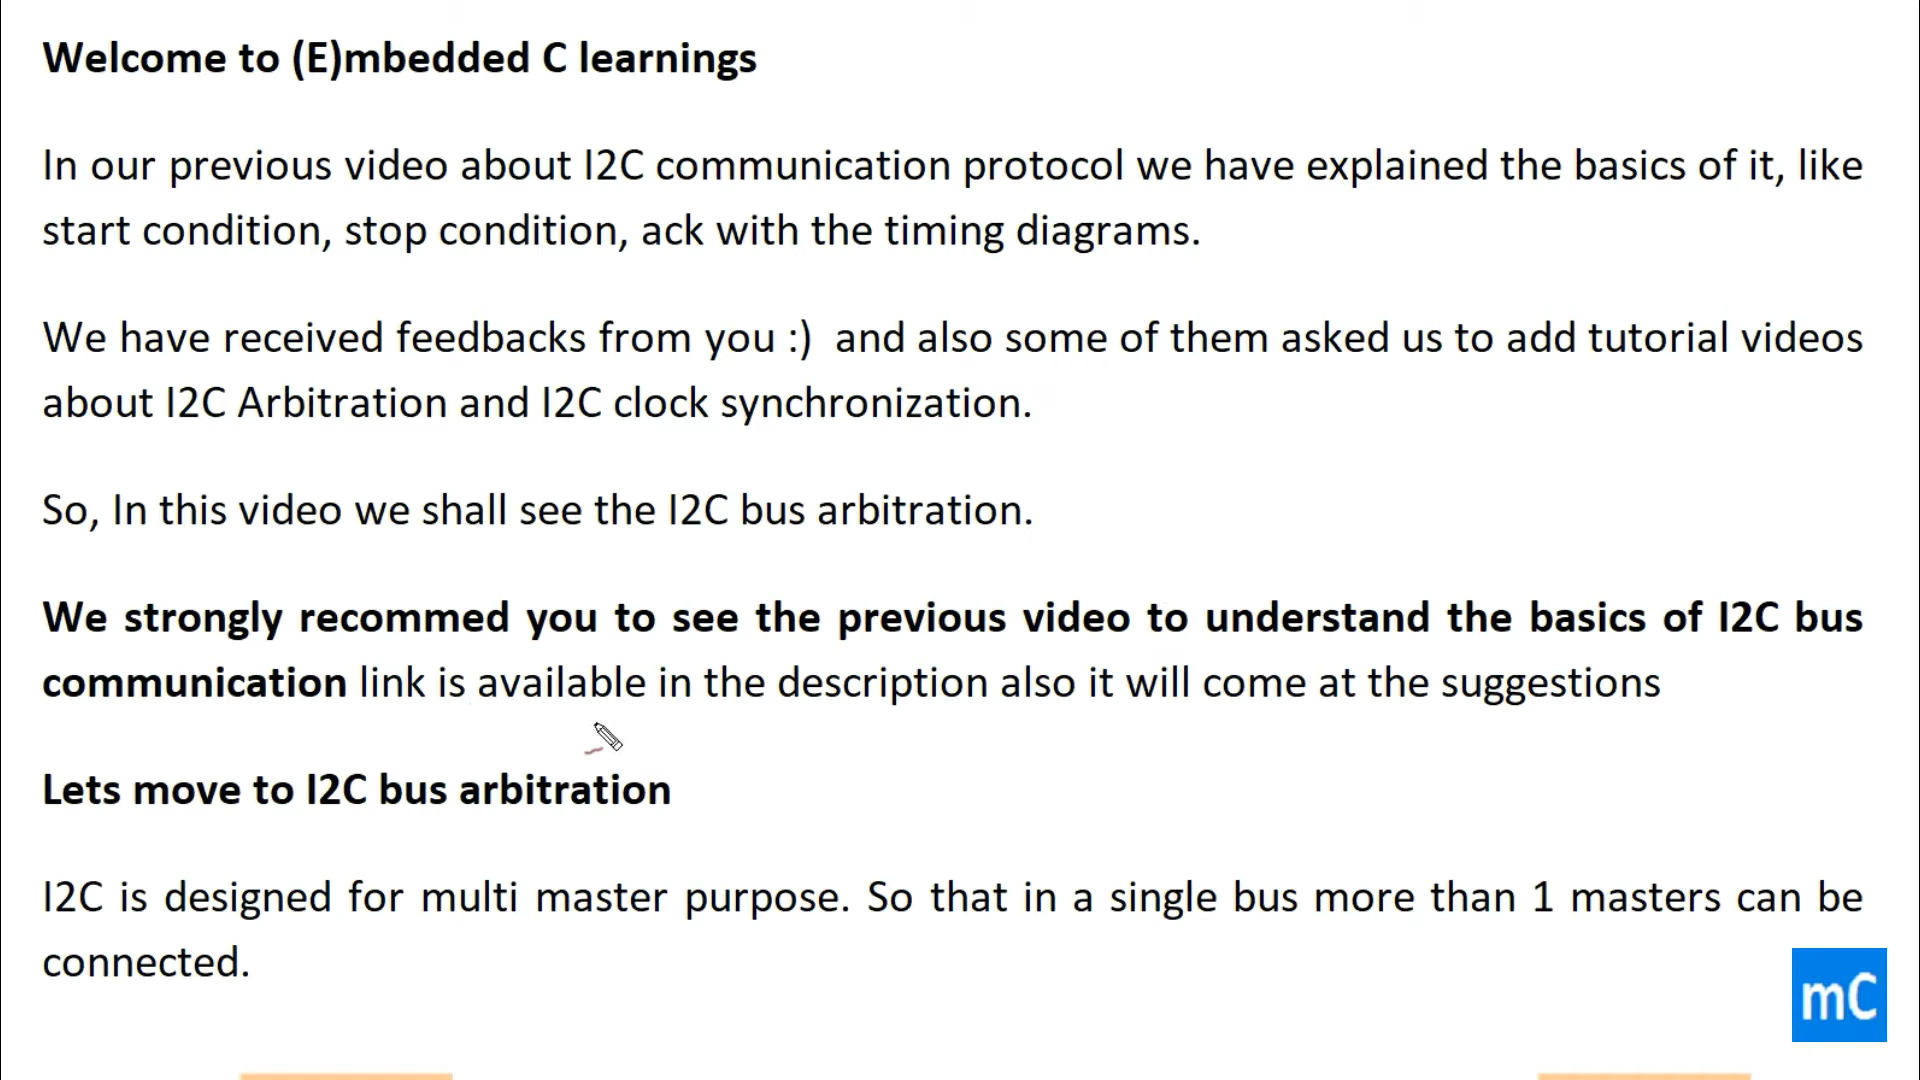 Welcome to (E)mbedded C learnings
In our previous video about I2C communication protocol we have explained the basics of it, like
start condition, stop condition, ack with the timing diagrams.
We have received feedbacks from you :)  and also some of them asked us to add tutorial videos
about I2C Arbitration and I2C clock synchronization.
So, In this video we shall see the I2C bus arbitration.
We strongly recommed you to see the previous video to understand the basics of I2C bus
communication link is available in the description also it will come at the suggestions
Lets move to I2C bus arbitration
I2C is designed for multi master purpose. So that in a single bus more than 1 masters can be
connected.
mC